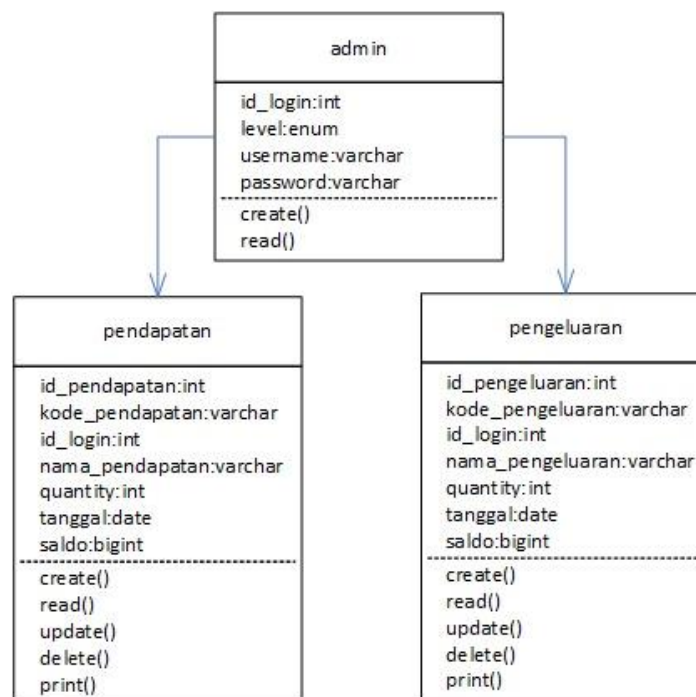 admin
id_login:int
level:enum
username:varchar
password:varchar
create()
read()
pendapatan
id_pendapatan:int
kode_pendapatan:varchar
id_login:int
nama_pendapatan:varchar
quantity:int
tanggal:date
saldo:bigint
create()
read()
update()
delete()
print()
pengeluaran
id_pengeluaran:int
kode_pengeluaran:varchar
id_login:int
nama_pengeluaran:varchar
quantity:int
tanggal:date
saldo:bigint
create()
read()
update()
delete()
print()